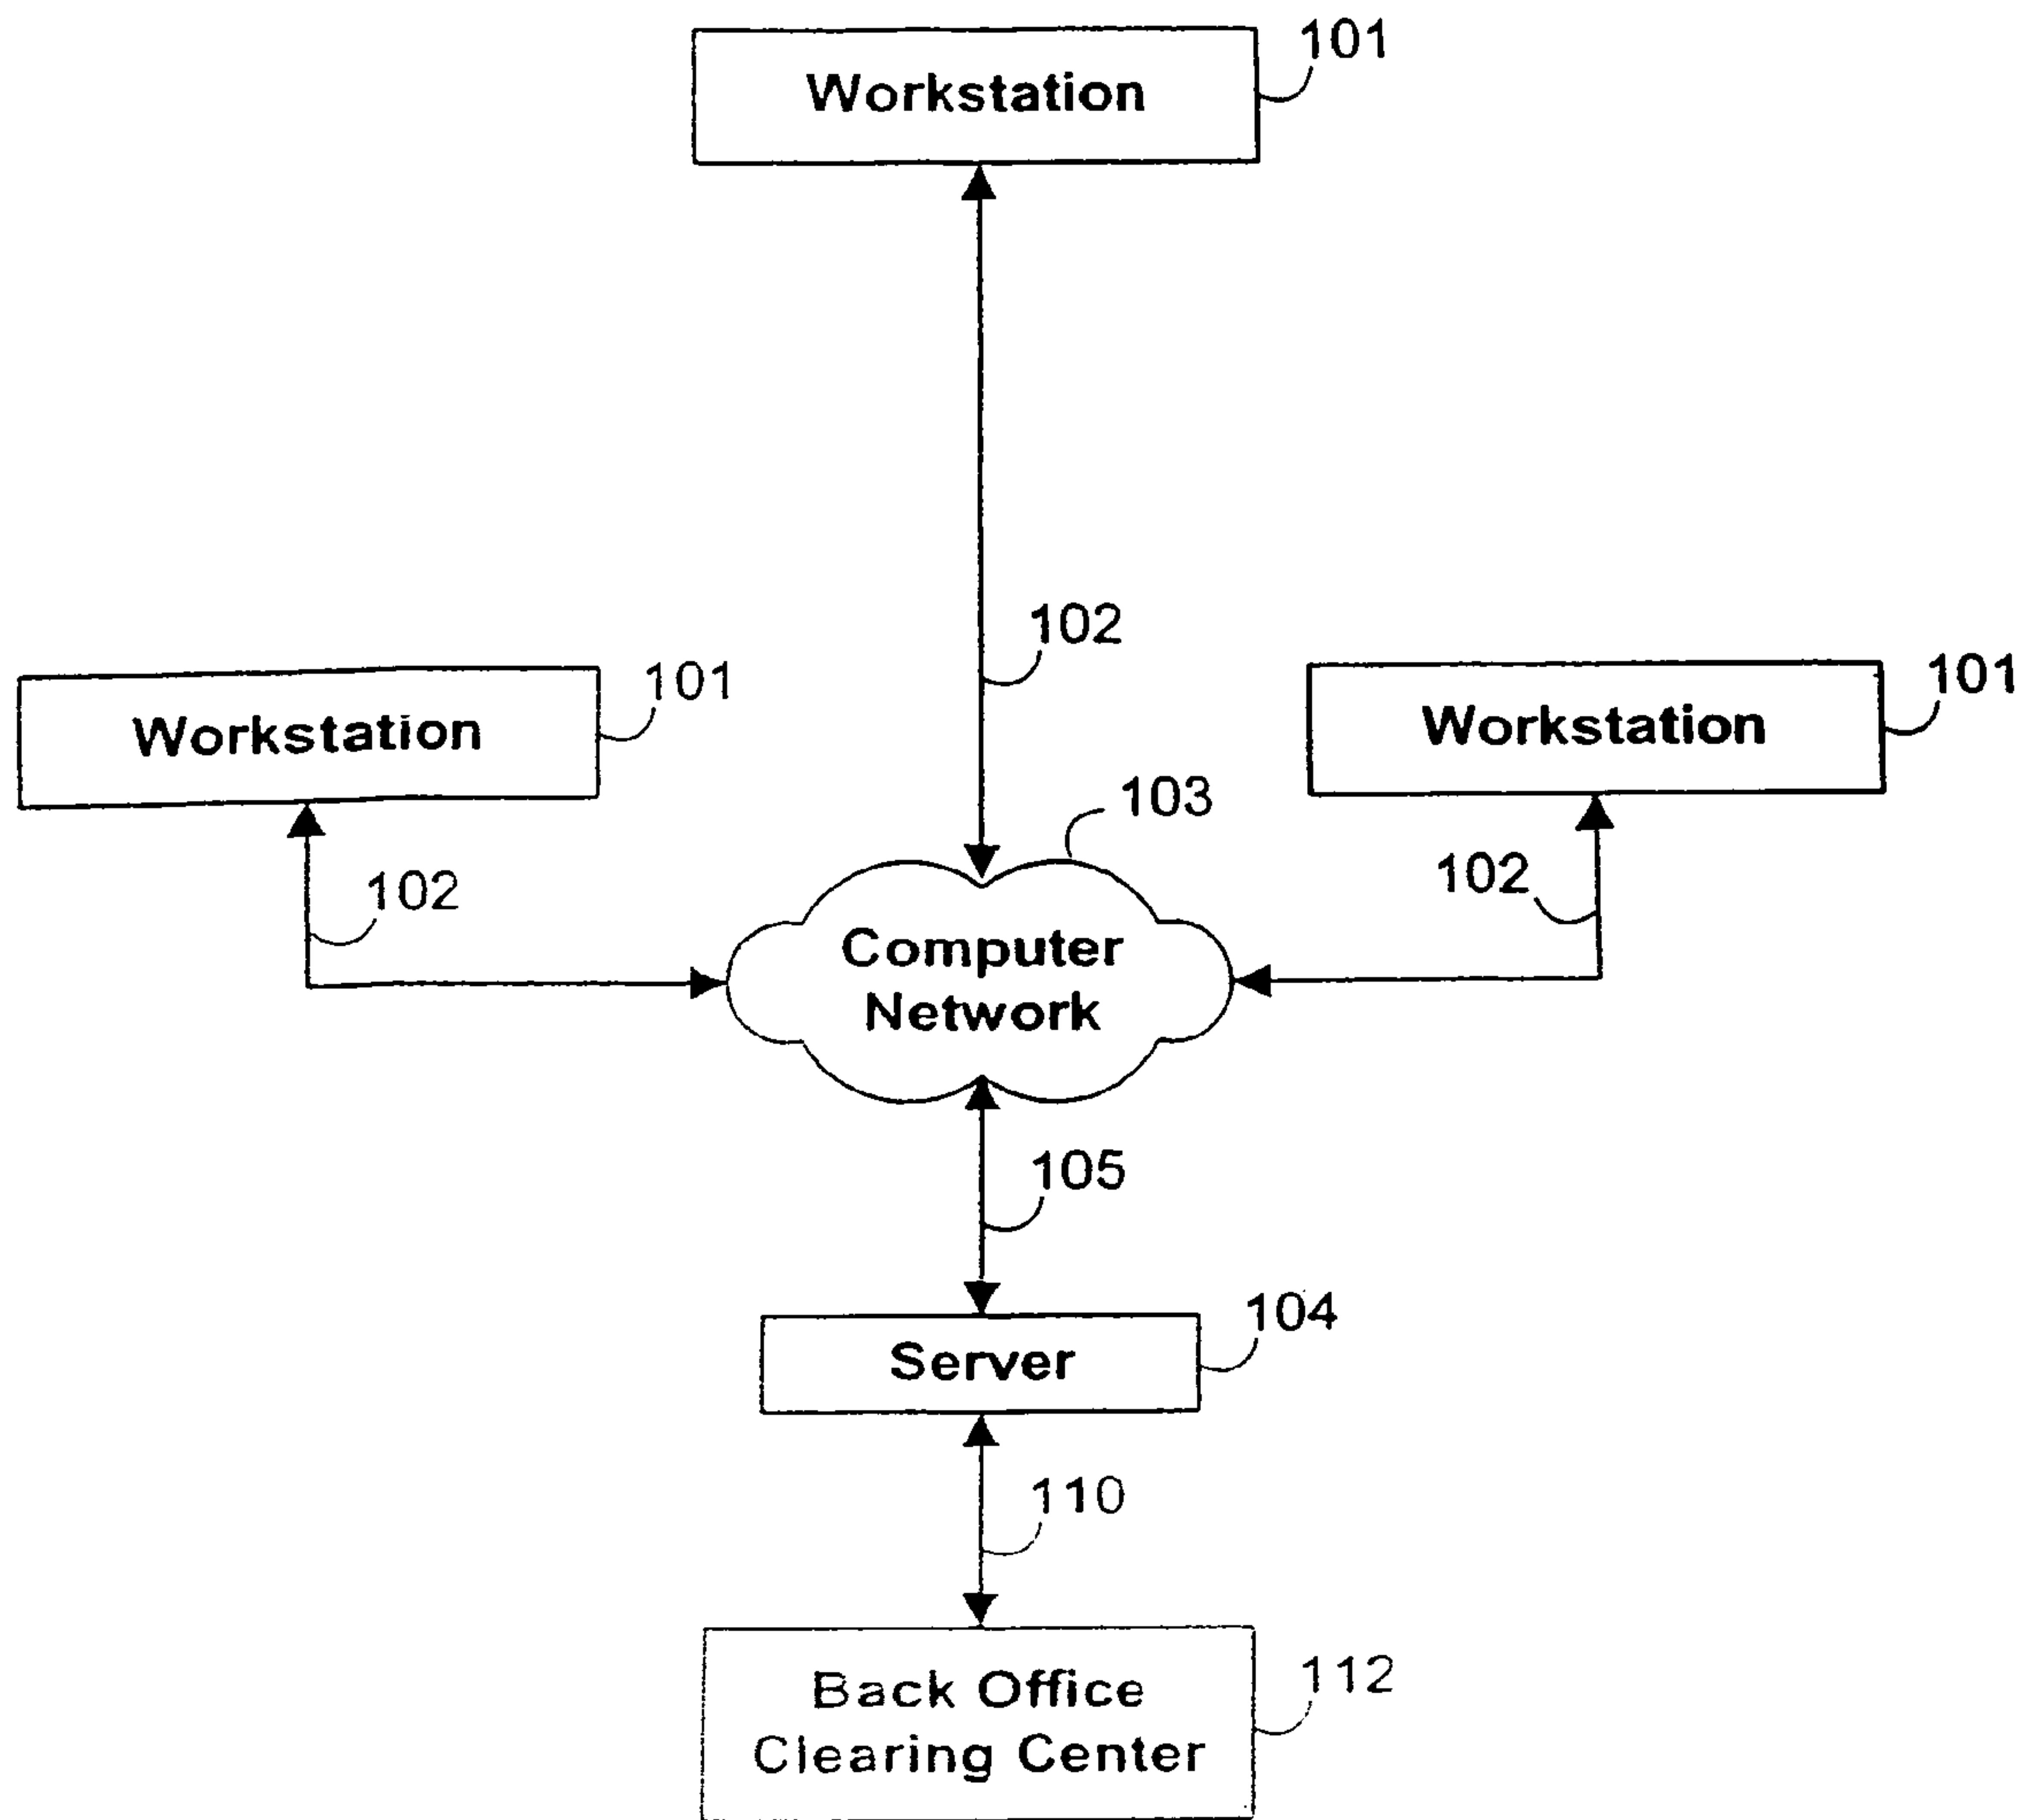 101
Workstation
102
101
Workstation
101
Workstation
103
102
102
Computer
Network
105
104
Server
110
112
Back Office
Clearing Center